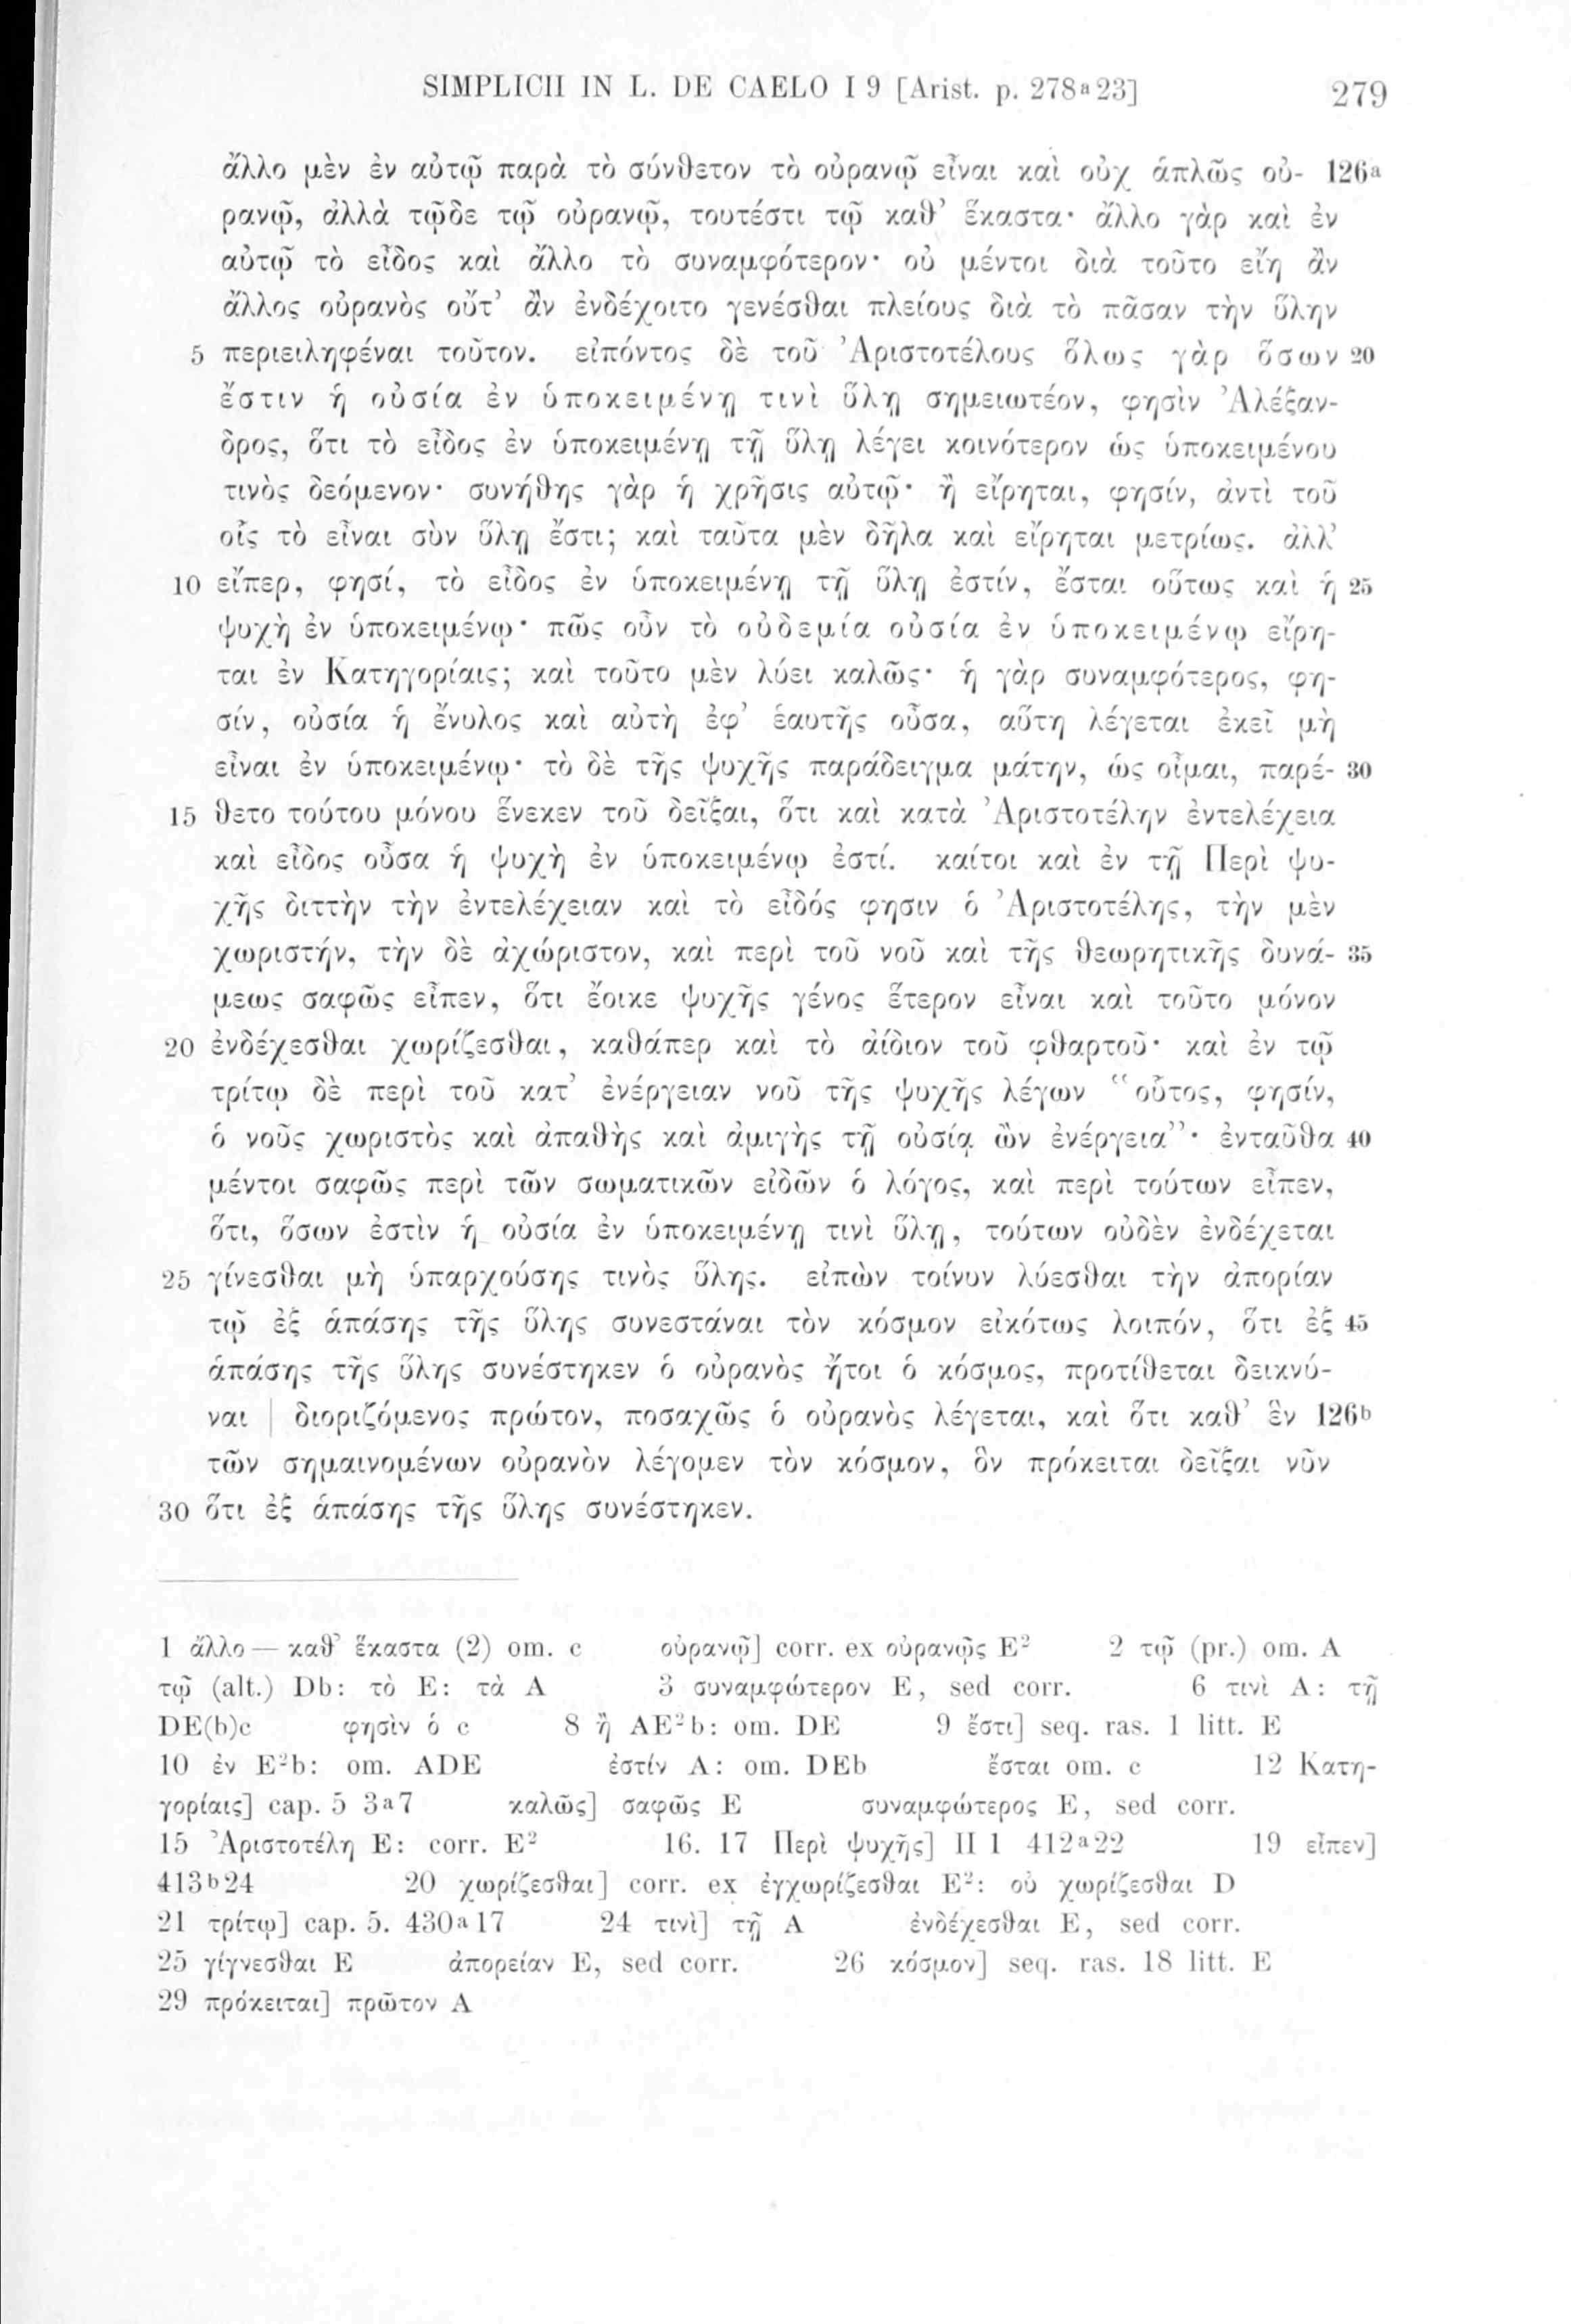 SIMPLICII IN L. DE CAELO I 9 [Arist. p. 278ᵃ23] 279
ἄλλο μὲν ἐν αὐτῷ παρὰ τὸ σύνθετον τὸ οὐρανῷ εἶναι καὶ οὐχ ἁπλῶς οὐ- 126ᵃ
ρανῷ, ἀλλὰ τῷδε τῷ οὐρανῷ, τουτέστι τῷ καθ’ ἕκαστα· ἄλλο γὰρ καὶ ἐν
αὐτῷ τὸ εἶδος καὶ ἄλλο τὸ συναμφότερον· οὐ μέντοι διὰ τοῦτο εἴη ἂν
ἄλλος οὐρανὸς οὔτ’ ἂν ἐνδέχοιτο γενέσθαι πλείους διὰ τὸ πᾶσαν τὴν ὕλην
5 περιειληφέναι τοῦτον. εἰπόντος δὲ τοῦ Ἀριστοτέλους ὅλως γὰρ ὅσων 20
ἔστιν ἡ οὐσία ἐν ὑποκειμένῃ τινὶ ὕλῃ σημειωτέον, φησὶν Ἀλέξαν-
δρος, ὅτι τὸ εἶδος ἐν ὑποκειμένῃ τῇ ὕλῃ λέγει κοινότερον ὡς ὑποκειμένου
τινὸς δεόμενον· συνήθης γὰρ ἡ χρῆσις αὐτῷ· ἢ εἴρηται, φησίν, ἀντὶ τοῦ
οἷς τὸ εἶναι σὺν ὕλῃ ἔστι; καὶ ταῦτα μὲν δῆλα καὶ εἴρηται μετρίως. ἀλλ’
10 εἴπερ, φησί, τὸ εἶδος ἐν ὑποκειμένῃ τῇ ὕλῃ ἐστίν, ἔσται οὕτως καὶ ἡ 25
ψυχὴ ἐν ὑποκειμένῳ· πῶς οὖν τὸ οὐδεμία οὐσία ἐν ὑποκειμένῳ εἴρη-
ται ἐν Κατηγορίαις; καὶ τοῦτο μὲν λύει καλῶς· ἡ γὰρ συναμφότερος, φη-
σίν, οὐσία ἡ ἔνυλος καὶ αὐτὴ ἐφ’ ἑαυτῆς οὖσα, αὕτη λέγεται ἐκεῖ μὴ
εἶναι ἐν ὑποκειμένῳ· τὸ δὲ τῆς ψυχῆς παράδειγμα μάτην, ὡς οἶμαι, παρέ- 30
15 θετο τούτου μόνου ἕνεκεν τοῦ δεῖξαι, ὅτι καὶ κατὰ Ἀριστοτέλην ἐντελέχεια
καὶ εἶδος οὖσα ἡ ψυχὴ ἐν ὑποκειμένῳ ἐστί. καίτοι καὶ ἐν τῇ Περὶ ψυ-
χῆς διττὴν τὴν ἐντελέχειαν καὶ τὸ εἶδός φησιν ὁ Ἀριστοτέλης, τὴν μὲν
χωριστήν, τὴν δὲ ἀχώριστον, καὶ περὶ τοῦ νοῦ καὶ τῆς θεωρητικῆς δυνά- 35
μεως σαφῶς εἶπεν, ὅτι ἔοικε ψυχῆς γένος ἕτερον εἶναι καὶ τοῦτο μόνον
20 ἐνδέχεσθαι χωρίζεσθαι, καθάπερ καὶ τὸ ἀίδιον τοῦ φθαρτοῦ· καὶ ἐν τῷ
τρίτῳ δὲ περὶ τοῦ κατ’ ἐνέργειαν νοῦ τῆς ψυχῆς λέγων “οὗτος, φησίν,
ὁ νοῦς χωριστὸς καὶ ἀπαθὴς καὶ ἀμιγὴς τῇ οὐσίᾳ ὢν ἐνέργεια”· ἐνταῦθα 40
μέντοι σαφῶς περὶ τῶν σωματικῶν εἰδῶν ὁ λόγος, καὶ περὶ τούτων εἶπεν,
ὅτι, ὅσων ἐστὶν ἡ οὐσία ἐν ὑποκειμένῃ τινὶ ὕλῃ, τούτων οὐδὲν ἐνδέχεται
25 γίνεσθαι μὴ ὑπαρχούσης τινὸς ὕλης. εἰπὼν τοίνυν λύεσθαι τὴν ἀπορίαν
τῷ ἐξ ἁπάσης τῆς ὕλης συνεστάναι τὸν κόσμον εἰκότως λοιπόν, ὅτι ἐξ 45
ἁπάσης τῆς ὕλης συνέστηκεν ὁ οὐρανὸς ἤτοι ὁ κόσμος, προτίθεται δεικνύ-
ναι | διοριζόμενος πρώτον, ποσαχῶς ὁ οὐρανὸς λέγεται, καὶ ὅτι καθ’ ἓν 126ᵇ
τῶν σημαινομένων οὐρανὸν λέγομεν τὸν κόσμον, ὃν πρόκειται δεῖξαι νῦν
30 ὅτι ἐξ ἁπάσης τῆς ὕλης συνέστηκεν.
1 ἄλλο — καθ’ ἕκαστα (2) om. c οὐρανῷ] corr. ex οὐρανῷς E² 2 τῷ (pr.) om. A
τῷ (alt.) Db: τὸ E: τὰ A 3 συναμφώτερον E, sed corr. 6 τινὶ A: τῇ
DE(b)c φησὶν ὁ c 8 ἢ AE²b: om. DE 9 ἔστι] seq. ras. 1 litt. E
10 ἐν E²b: om. ADE ἐστίν A: om. DEb ἔσται om. c 12 Κατη-
γορίαις] cap. 5 3ᵃ7 καλῶς] σαφῶς E συναμφώτερος E, sed corr.
15 Ἀριστοτέλη E: corr. E² 16. 17 Περὶ ψυχῆς] II 1 412ᵃ22 19 εἶπεν]
413ᵇ24 20 χωρίζεσθαι] corr. ex ἐγχωρίζεσθαι E²: οὐ χωρίζεσθαι D
21 τρίτῳ] cap. 5. 430ᵃ17 24 τινὶ] τῇ A ἐνδέχεσθαι E, sed corr.
25 γίγνεσθαι E ἀπορείαν E, sed corr. 26 κόσμον] seq. ras. 18 litt. E
29 πρόκειται] πρῶτον A